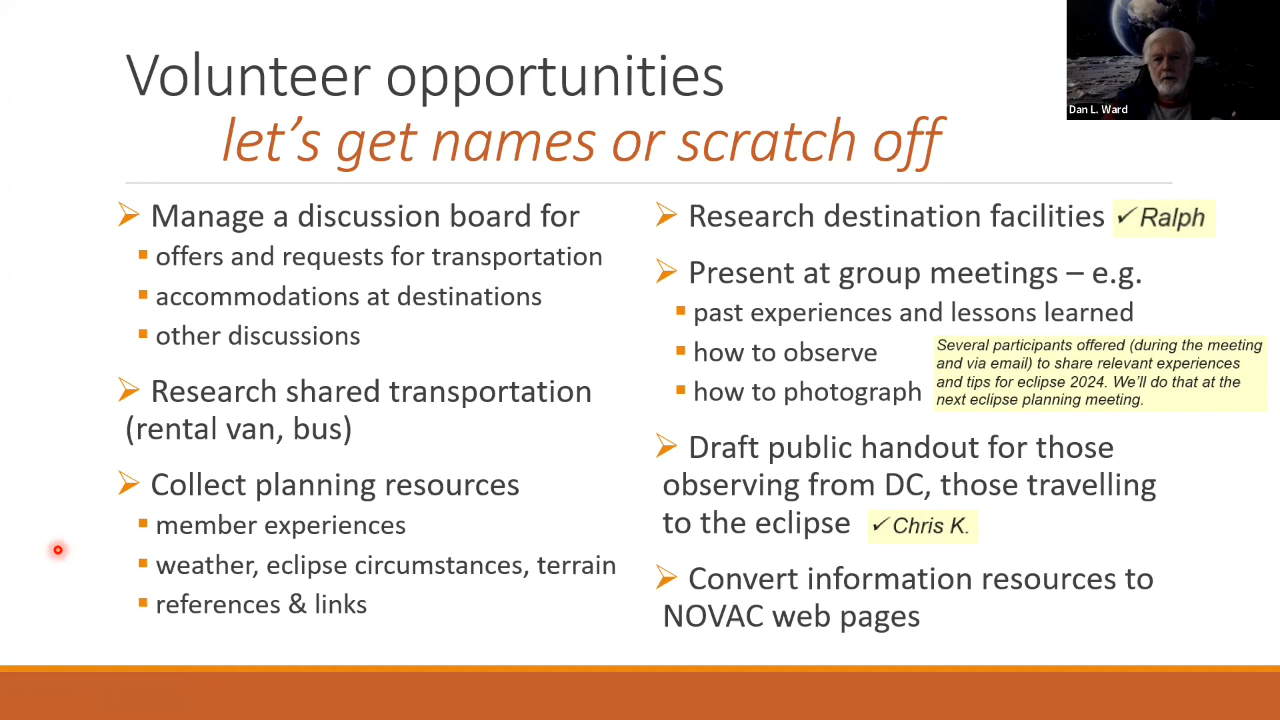 Volunteer opportunities
let's get names or scratch off
Dan L. Ward
Manage a discussion board for
offers and requests for transportation
accommodations at destinations
other discussions
Research shared transportation
(rental van, bus)
Collect planning resources
member experiences
weather, eclipse circumstances, terrain
references & links
Research destination facilities ✓ Ralph
Present at group meetings – e.g.
past experiences and lessons learned
how to observe
how to photograph
Several participants offered (during the meeting
and via email) to share relevant experiences
and tips for eclipse 2024. We'll do that at the
next eclipse planning meeting.
Draft public handout for those
observing from DC, those travelling
to the eclipse ✓ Chris K.
Convert information resources to
NOVAC web pages